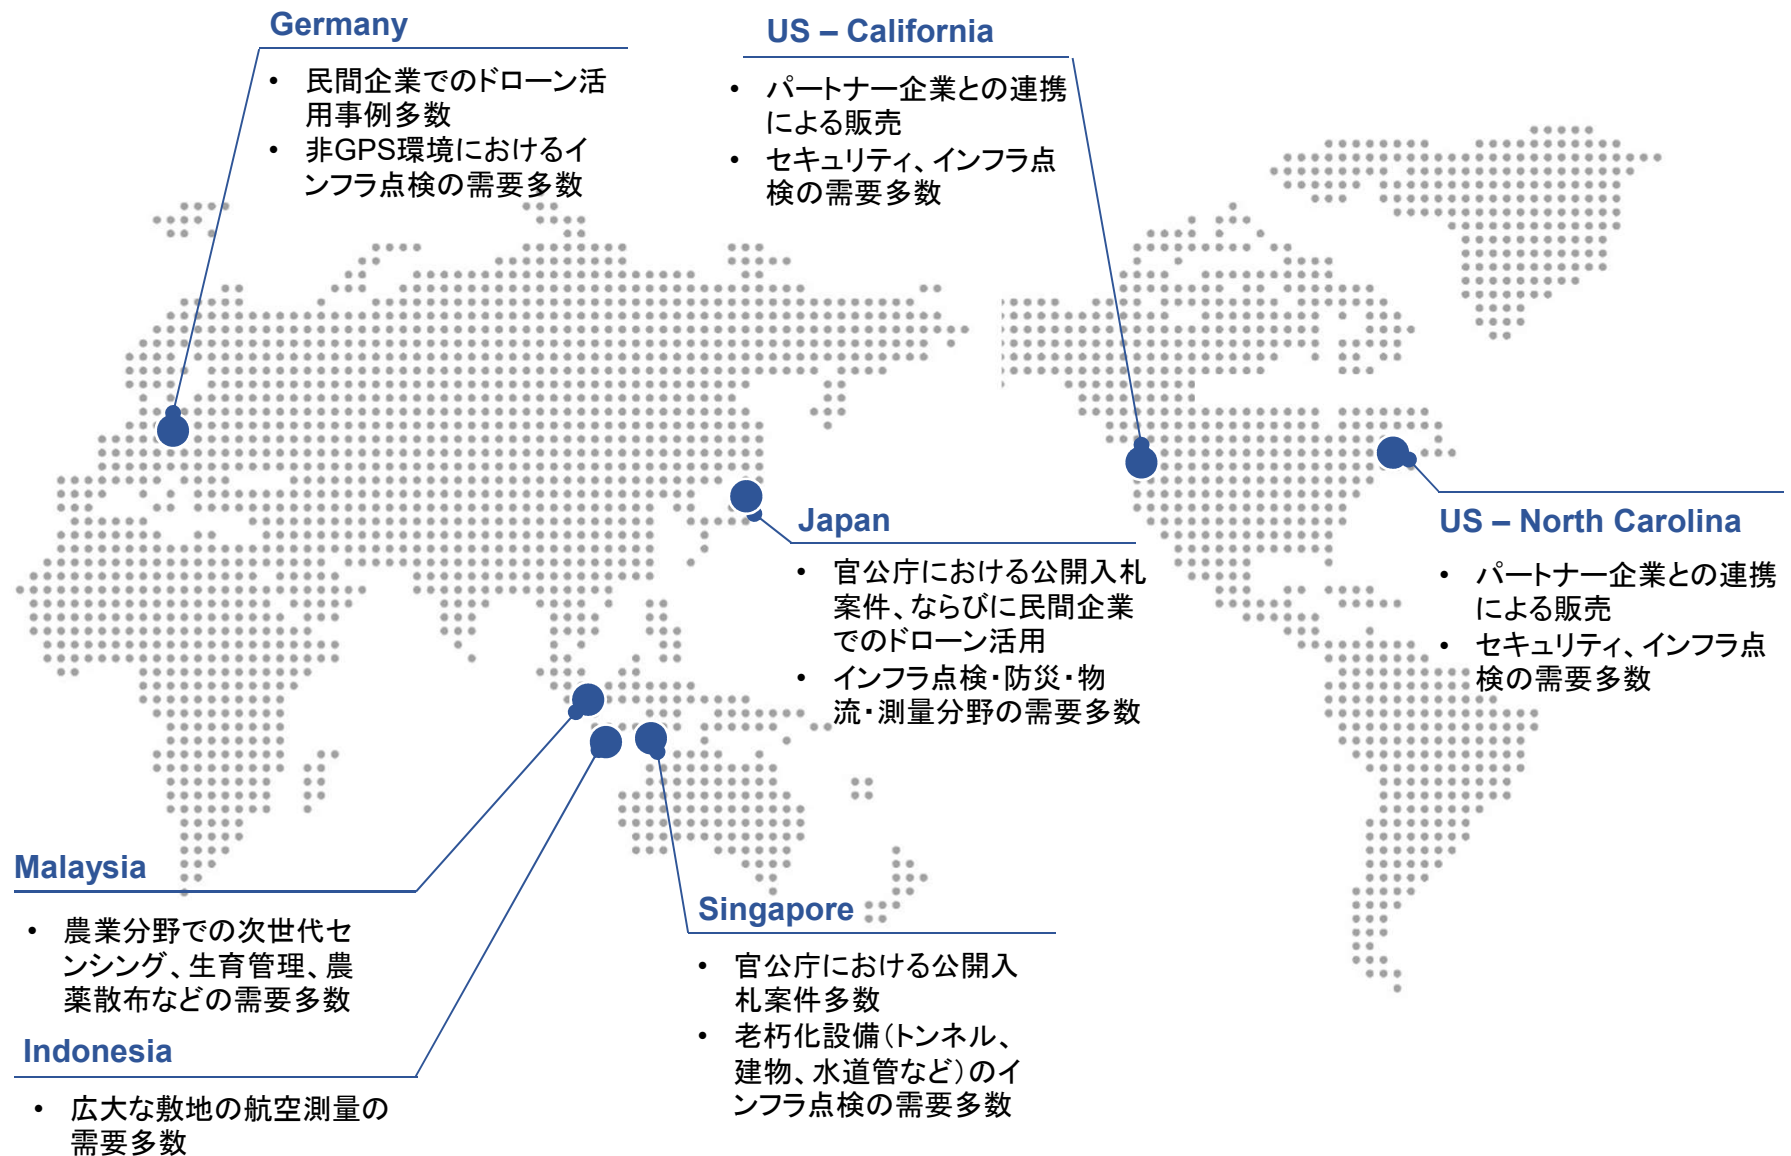 Germany
• 民間企業でのドローン活
用事例多数
• 非GPS環境におけるイ
ンフラ点検の需要多数
US – California
• パートナー企業との連携
による販売
• セキュリティ、インフラ点
検の需要多数
Japan
• 官公庁における公開入札
案件、ならびに民間企業
でのドローン活用
• インフラ点検・防災・物
流・測量分野の需要多数
US – North Carolina
• パートナー企業との連携
による販売
• セキュリティ、インフラ点
検の需要多数
Malaysia
• 農業分野での次世代セ
ンシング、生育管理、農
薬散布などの需要多数
Indonesia
• 広大な敷地の航空測量の
需要多数
Singapore
• 官公庁における公開入
札案件多数
• 老朽化設備(トンネル、
建物、水道管など)のイ
ンフラ点検の需要多数